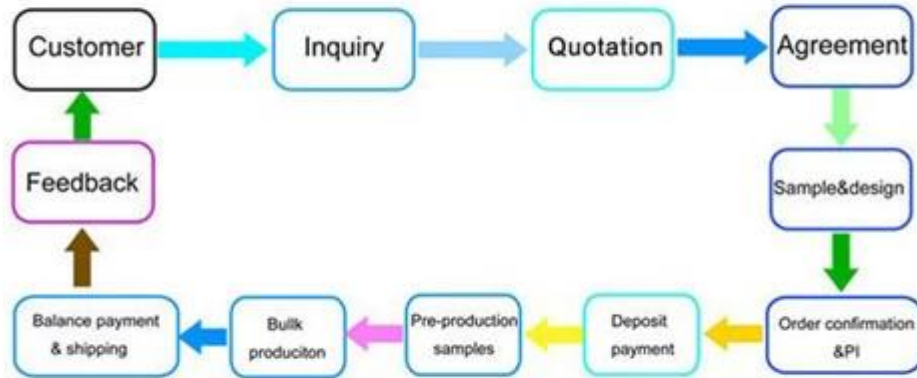 Customer
Inquiry
Quotation
Agreement
Sample&design
Order confirmation
&PI
Deposit
payment
Pre-production
samples
Bullk
produciton
Balance payment
& shipping
Feedback